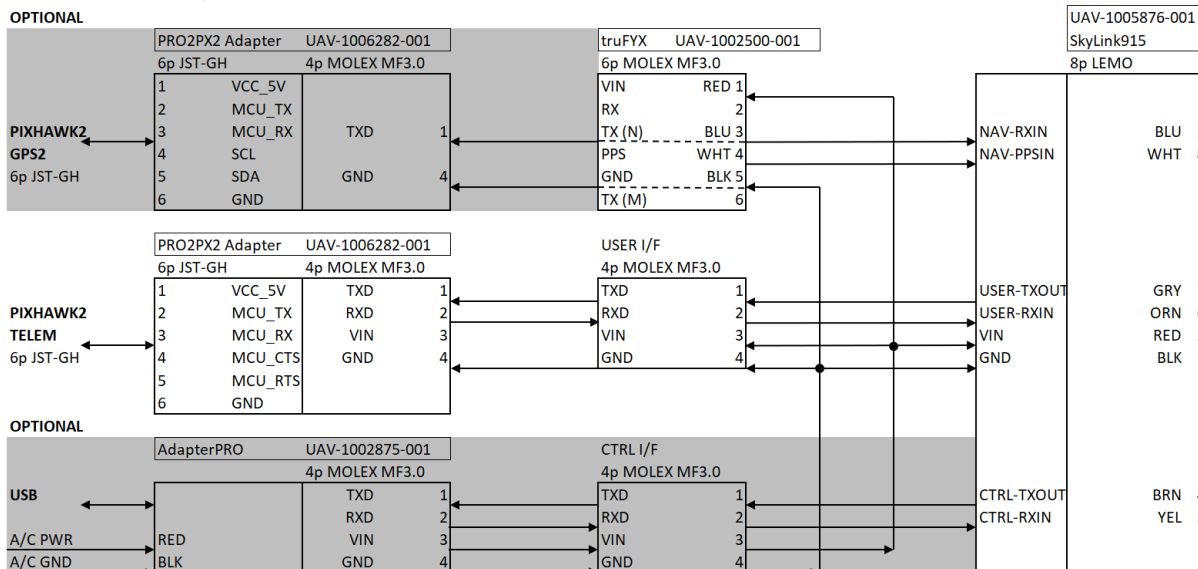 OPTIONAL
UAV-1005876-001
PRO2PX2 Adapter UAV-1006282-001
truFYX UAV-1002500-001
SkyLink915
6p JST-GH 4p MOLEX MF3.0
6p MOLEX MF3.0
8p LEMO
1 VCC_5V
VIN RED 1
2 MCU_TX
RX 2
PIXHAWK2 3 MCU_RX TXD 1
TX (N) BLU 3
NAV-RXIN BLU
GPS2 4 SCL
PPS WHT 4
NAV-PPSIN WHT
6p JST-GH 5 SDA GND 4
GND BLK 5
6 GND
TX (M) 6
PRO2PX2 Adapter UAV-1006282-001
USER I/F
6p JST-GH 4p MOLEX MF3.0
4p MOLEX MF3.0
1 VCC_5V TXD 1
TXD 1
USER-TXOUT GRY
PIXHAWK2 2 MCU_TX RXD 2
RXD 2
USER-RXIN ORN
TELEM 3 MCU_RX VIN 3
VIN 3
VIN RED
6p JST-GH 4 MCU_CTS GND 4
GND 4
GND BLK
5 MCU_RTS
6 GND
OPTIONAL
AdapterPRO UAV-1002875-001
CTRL I/F
4p MOLEX MF3.0
4p MOLEX MF3.0
USB TXD 1
TXD 1
CTRL-TXOUT BRN
RXD 2
RXD 2
CTRL-RXIN YEL
A/C PWR RED VIN 3
VIN 3
A/C GND BLK GND 4
GND 4